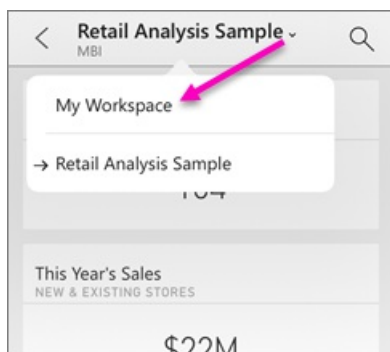 Retail Analysis Sample
MBI
My Workspace
→ Retail Analysis Sample
This Year's Sales
NEW & EXISTING STORES
$22M